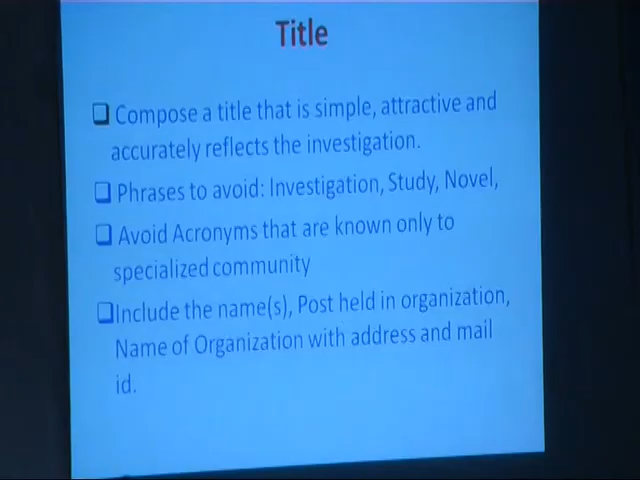 Title
❑ Compose a title that is simple, attractive and
accurately reflects the investigation.
❑ Phrases to avoid: Investigation, Study, Novel,
❑ Avoid Acronyms that are known only to
specialized community
❑Include the name(s), Post held in organization,
Name of Organization with address and mail
id.